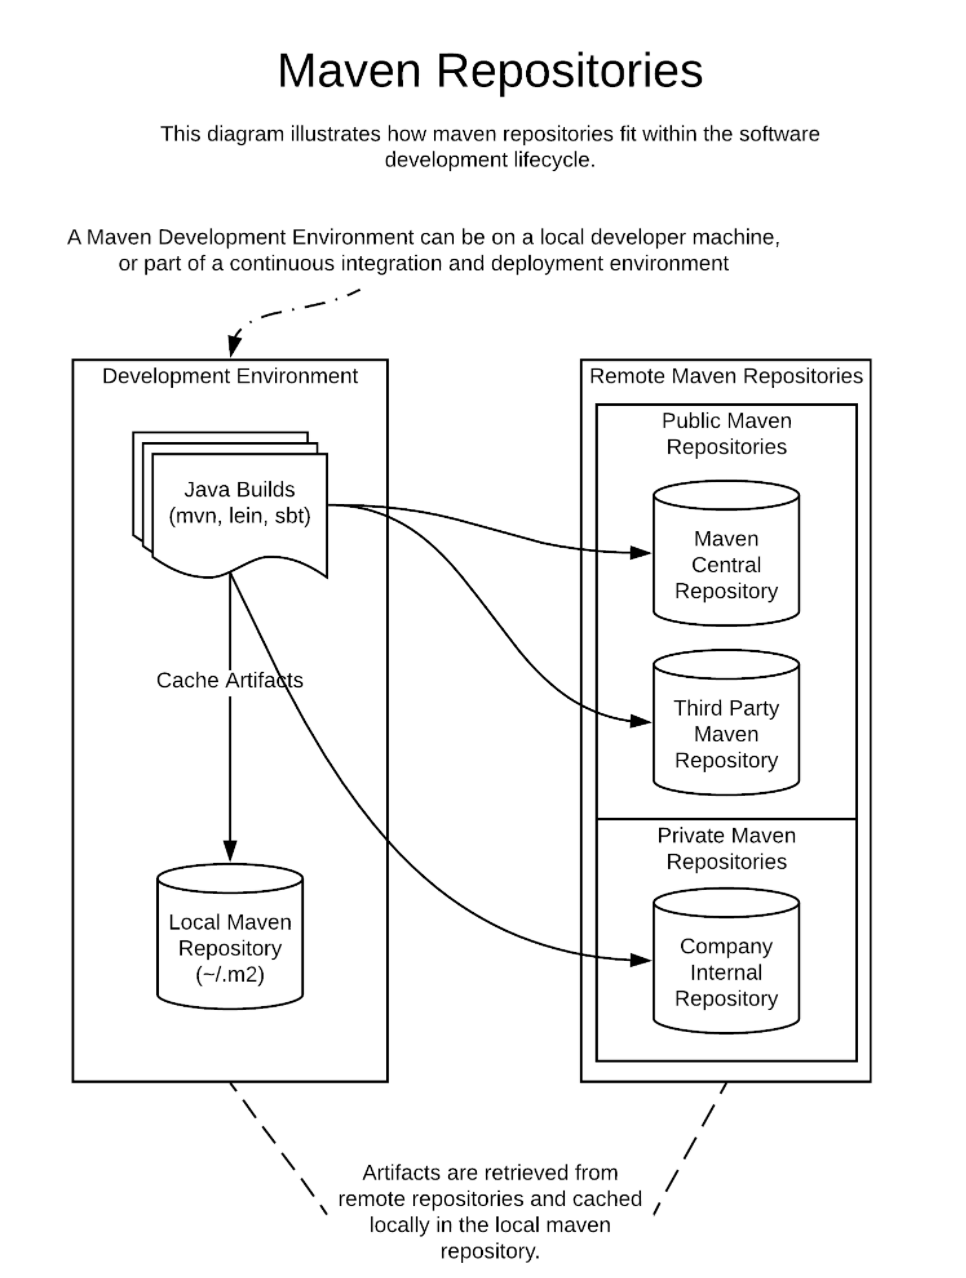 Maven Repositories
This diagram illustrates how maven repositories fit within the software
development lifecycle.
A Maven Development Environment can be on a local developer machine,
or part of a continuous integration and deployment environment
Development Environment
Java Builds
(mvn, lein, sbt)
Cache Artifacts
Local Maven
Repository
(~/.m2)
Remote Maven Repositories
Public Maven
Repositories
Maven
Central
Repository
Third Party
Maven
Repository
Private Maven
Repositories
Company
Internal
Repository
Artifacts are retrieved from
remote repositories and cached
locally in the local maven
repository.